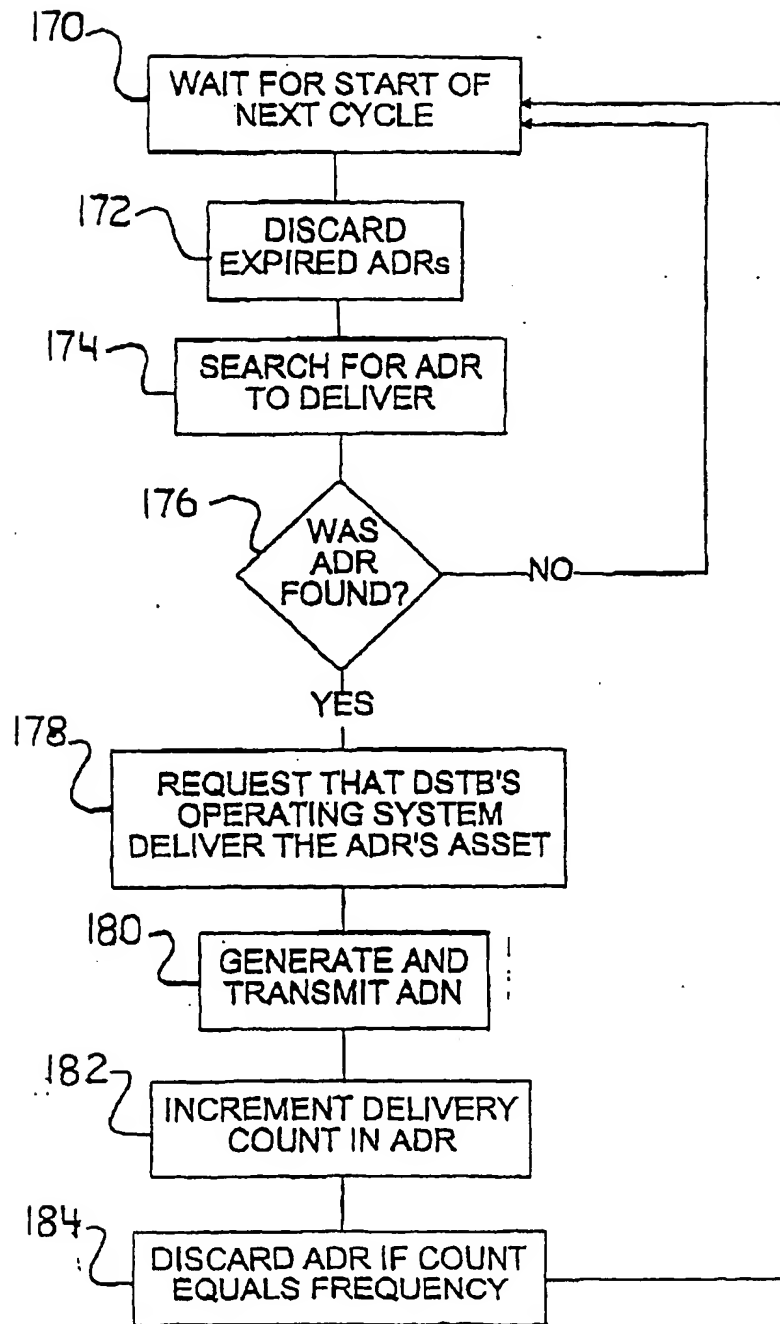 170
WAIT FOR START OF
NEXT CYCLE
172
DISCARD
EXPIRED ADRs
174
SEARCH FOR ADR
TO DELIVER
176
WAS
ADR
FOUND?
NO
YES
178
REQUEST THAT DSTB'S
OPERATING SYSTEM
DELIVER THE ADR'S ASSET
180
GENERATE AND
TRANSMIT ADN
182
INCREMENT DELIVERY
COUNT IN ADR
184
DISCARD ADR IF COUNT
EQUALS FREQUENCY